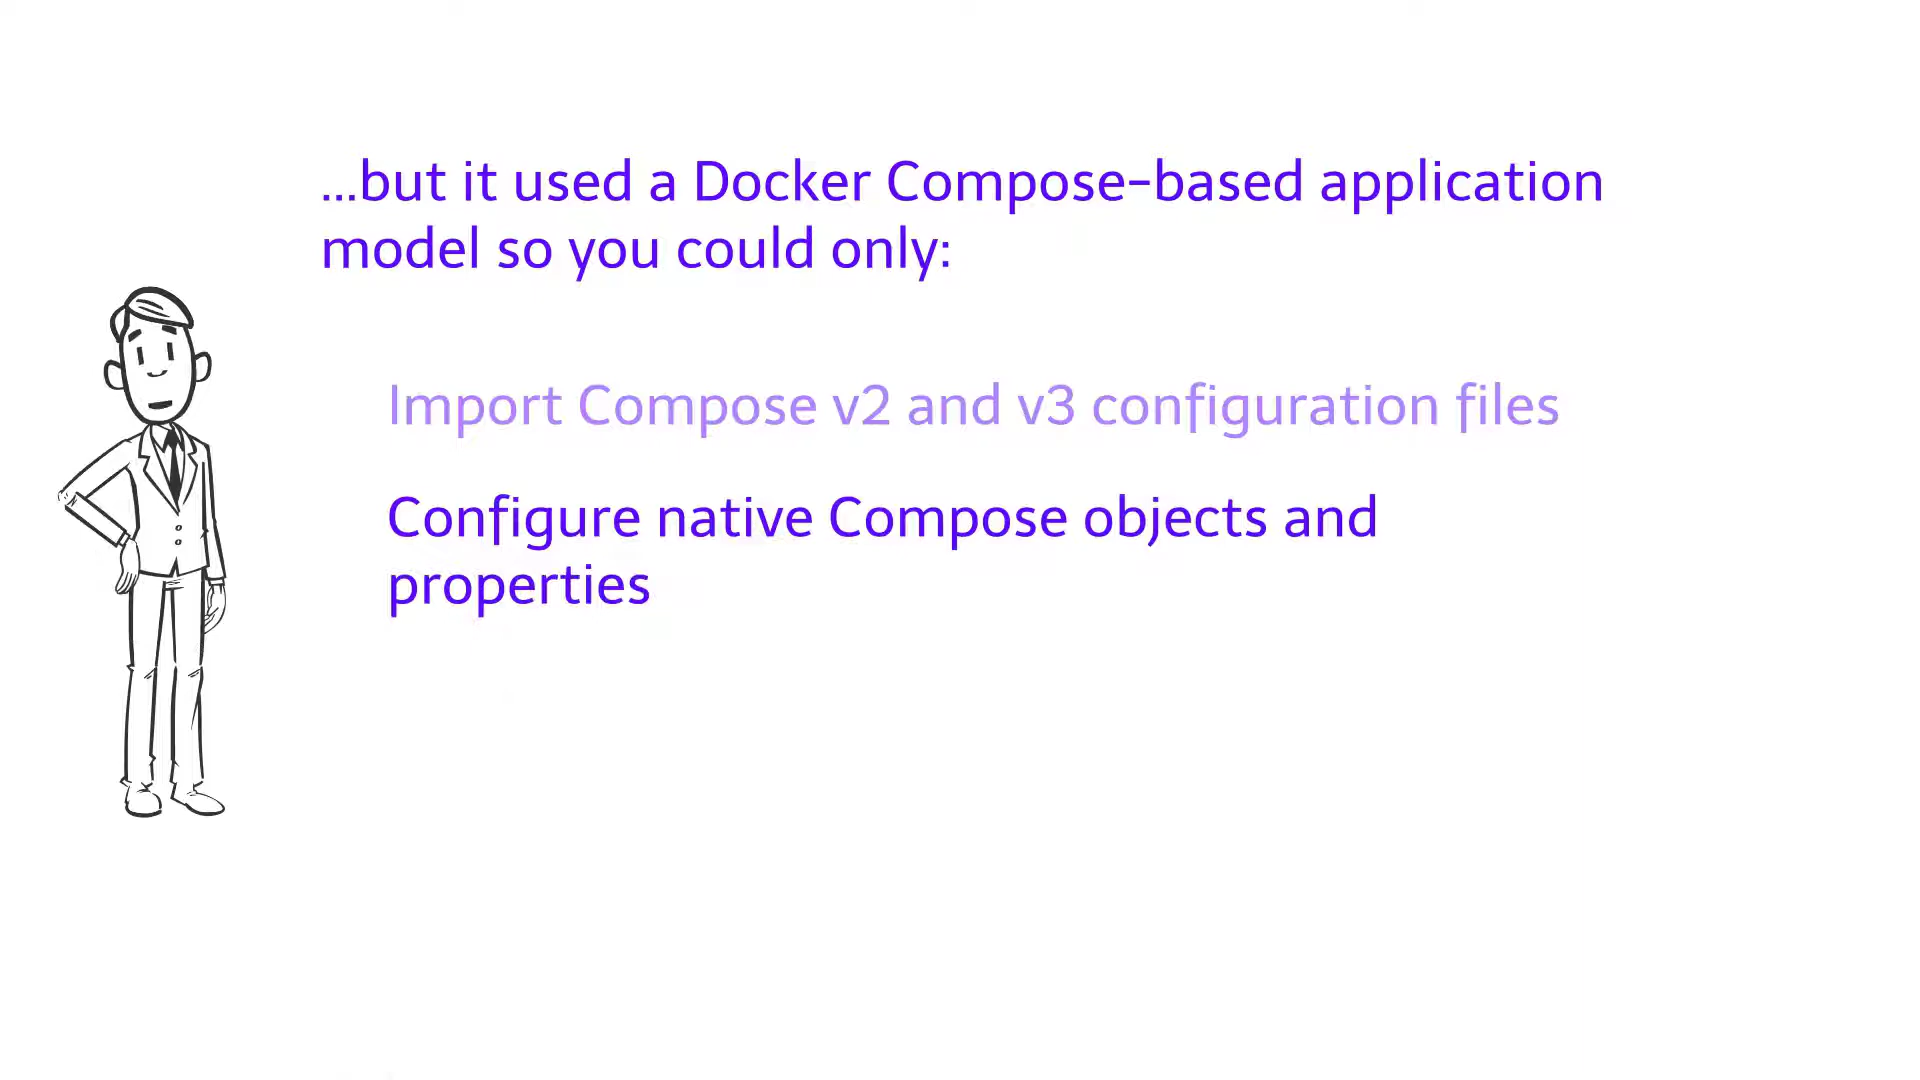 ...but it used a Docker Compose-based application
model so you could only:
Import Compose v2 and v3 configuration files
Configure native Compose objects and
properties